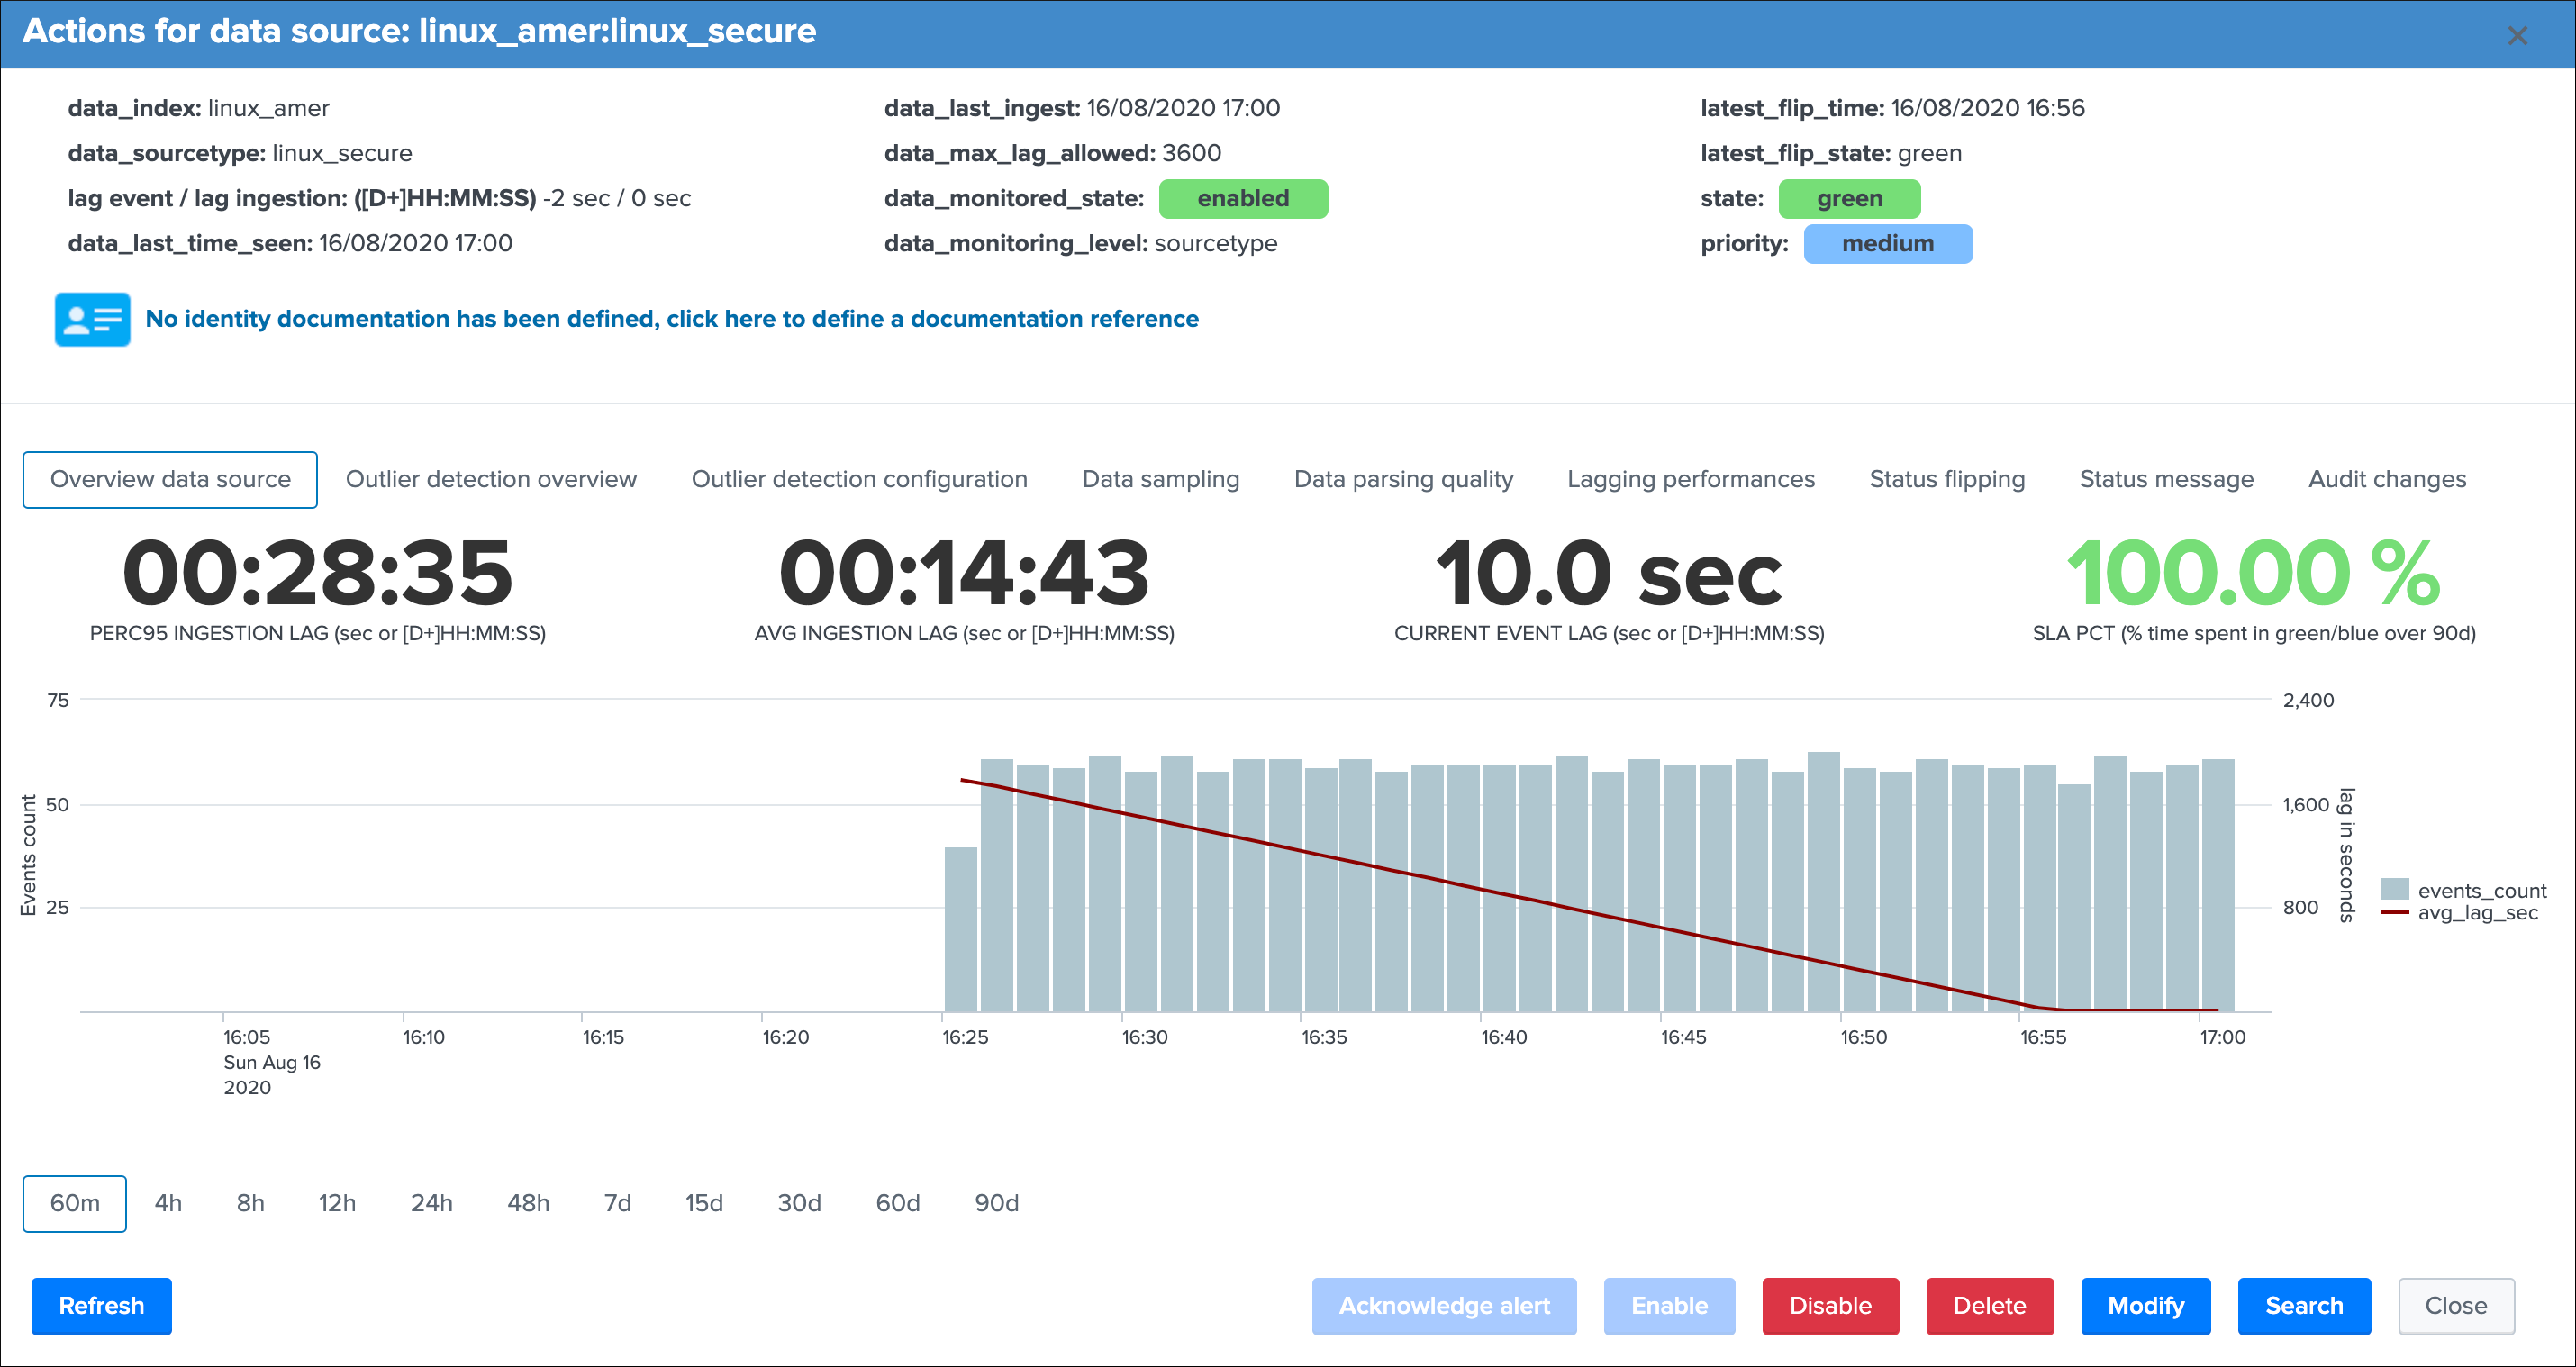 Actions for data source: linux_amer:linux_secure
data_index: linux_amer
data_sourcetype: linux_secure
lag event / lag ingestion: ([D+]HH:MM:SS) -2 sec / 0 sec
data_last_time_seen: 16/08/2020 17:00
data_last_ingest: 16/08/2020 17:00
data_max_lag_allowed: 3600
data_monitored_state: enabled
data_monitoring_level: sourcetype
latest_flip_time: 16/08/2020 16:56
latest_flip_state: green
state: green
priority: medium
No identity documentation has been defined, click here to define a documentation reference
Overview data source Outlier detection overview Outlier detection configuration Data sampling Data parsing quality Lagging performances Status flipping Status message Audit changes
00:28:35
PERC95 INGESTION LAG (sec or [D+]HH:MM:SS)
00:14:43
AVG INGESTION LAG (sec or [D+]HH:MM:SS)
10.0 sec
CURRENT EVENT LAG (sec or [D+]HH:MM:SS)
100.00 %
SLA PCT (% time spent in green/blue over 90d)
Events count
75
50
25
2,400
1,600
800
lag in seconds
events_count
avg_lag_sec
16:05 16:10 16:15 16:20 16:25 16:30 16:35 16:40 16:45 16:50 16:55 17:00
Sun Aug 16
2020
60m 4h 8h 12h 24h 48h 7d 15d 30d 60d 90d
Refresh Acknowledge alert Enable Disable Delete Modify Search Close